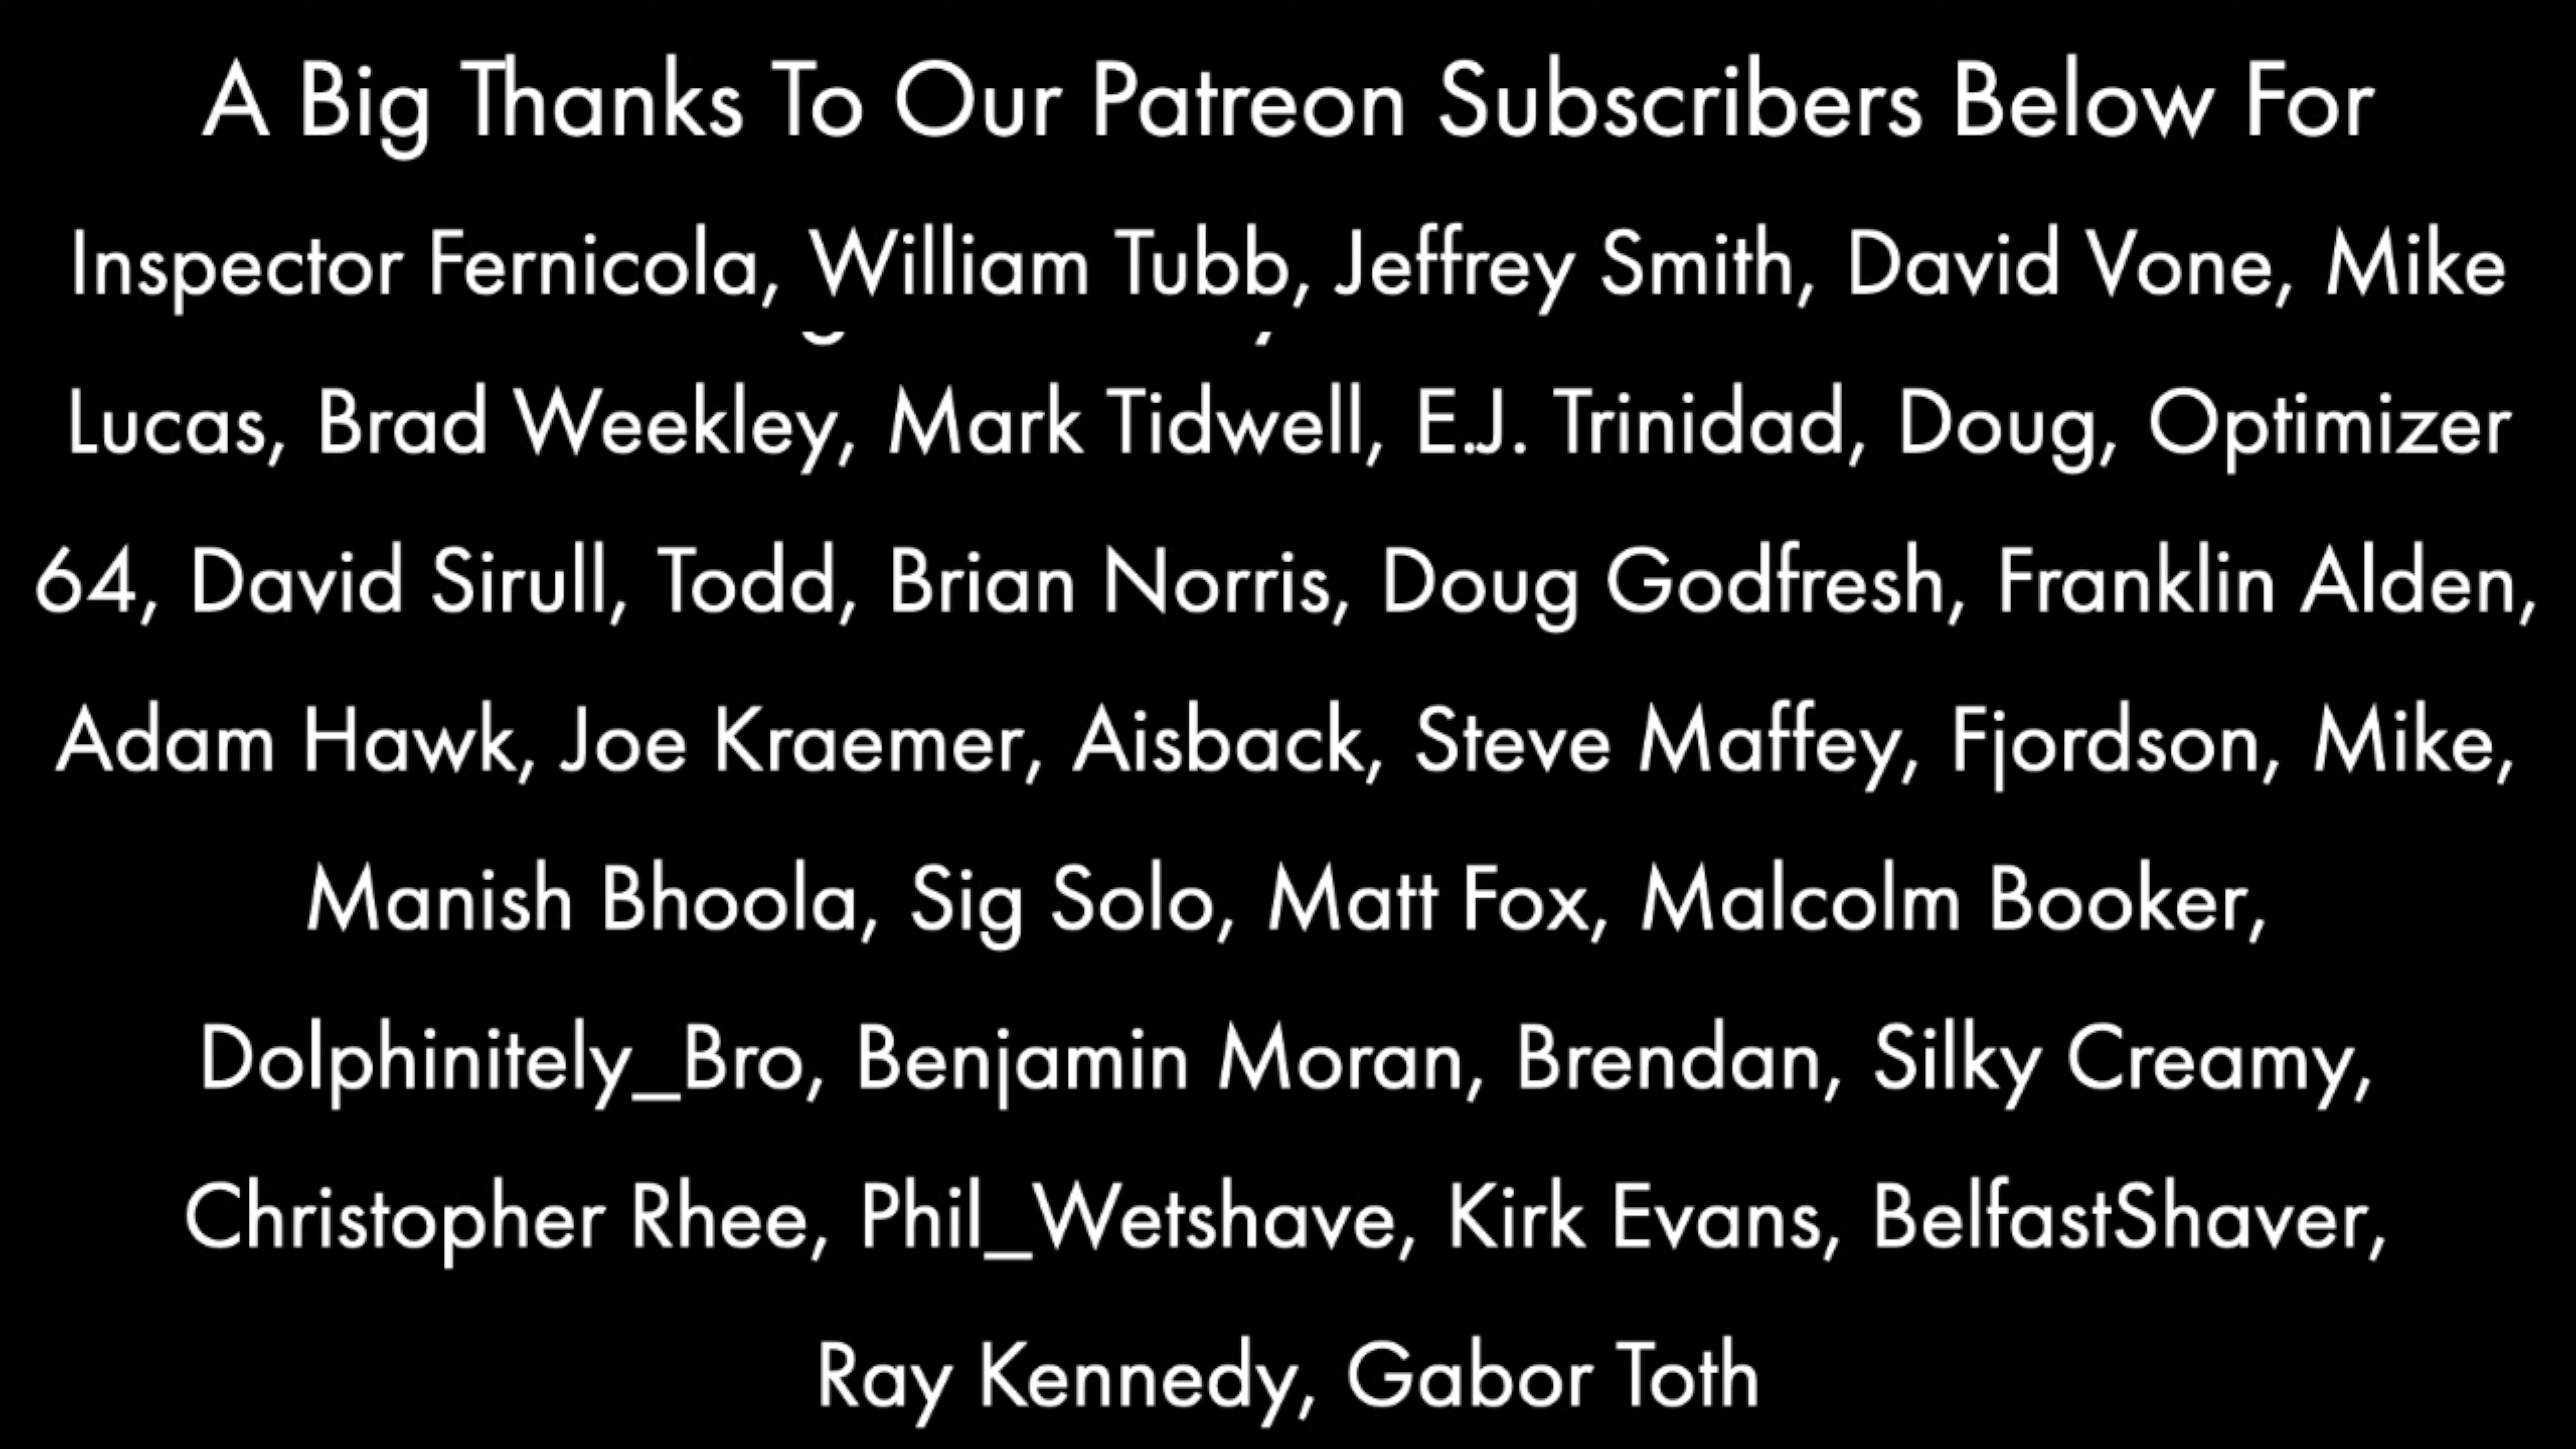 A Big Thanks To Our Patreon Subscribers Below For
Inspector Fernicola, William Tubb, Jeffrey Smith, David Vone, Mike
Lucas, Brad Weekley, Mark Tidwell, E.J. Trinidad, Doug, Optimizer
64, David Sirull, Todd, Brian Norris, Doug Godfresh, Franklin Alden,
Adam Hawk, Joe Kraemer, Aisback, Steve Maffey, Fjordson, Mike,
Manish Bhoola, Sig Solo, Matt Fox, Malcolm Booker,
Dolphinitely_Bro, Benjamin Moran, Brendan, Silky Creamy,
Christopher Rhee, Phil_Wetshave, Kirk Evans, BelfastShaver,
Ray Kennedy, Gabor Toth